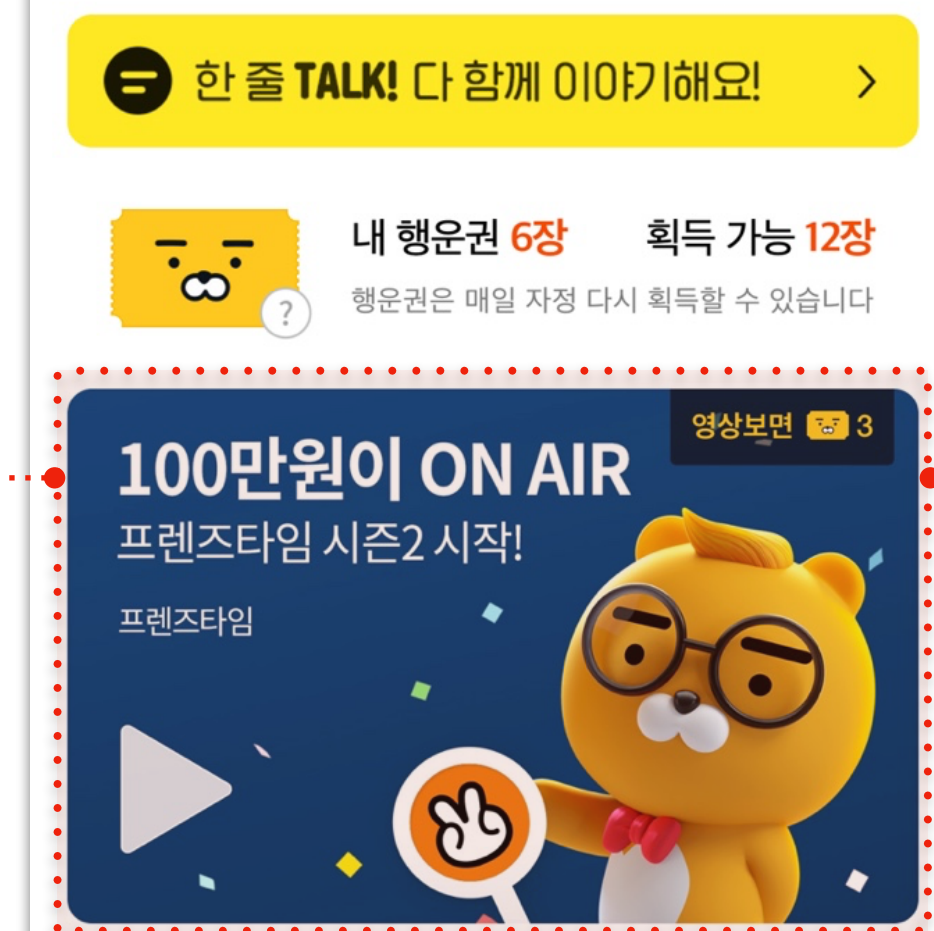 한 줄 TALK! 다 함께 이야기해요!
내 행운권 6장 획득 가능 12장
?
행운권은 매일 자정 다시 획득할 수 있습니다
영상보면 3
100만원이 ON AIR
프렌즈타임 시즌2 시작!
프렌즈타임